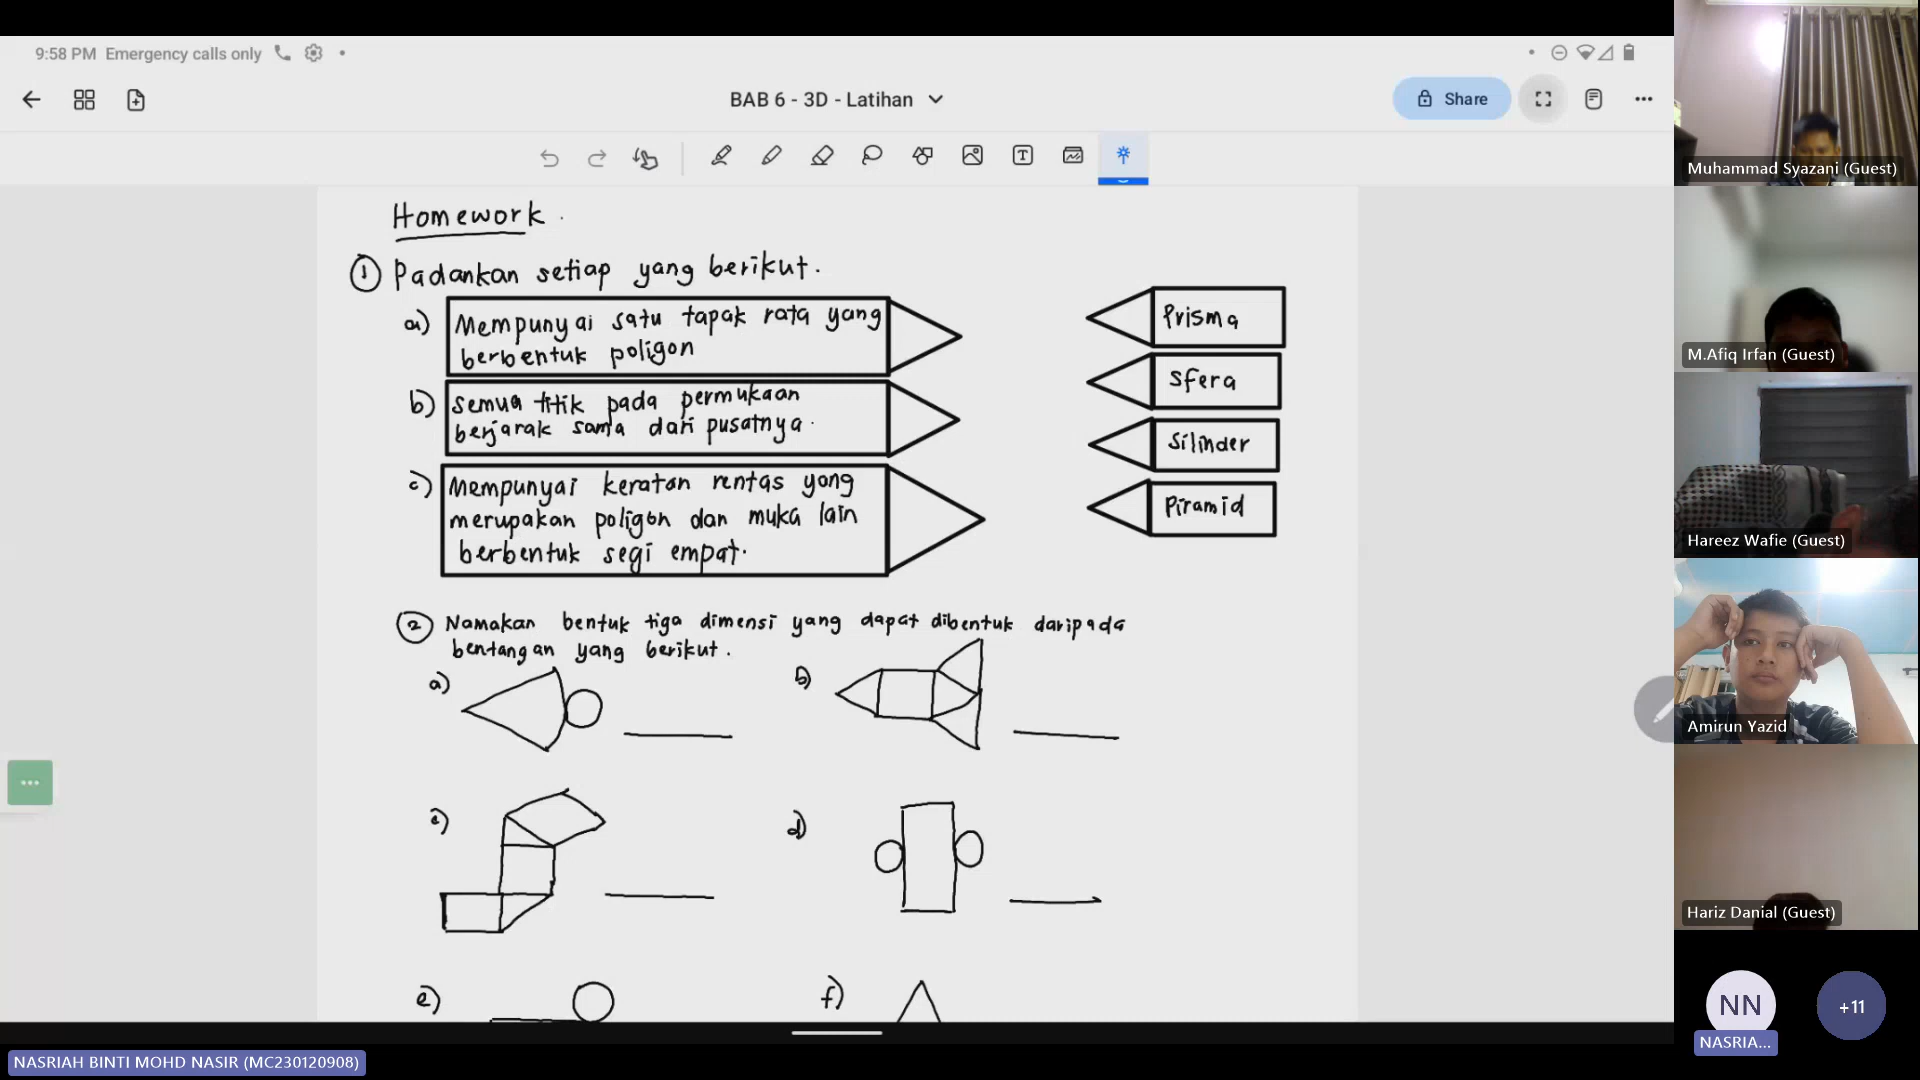 9:58 PM Emergency calls only
BAB 6 - 3D - Latihan
Share
Homework.
① Padankan setiap yang berikut.
a) Mempunyai satu tapak rata yang
berbentuk poligon
b) Semua titik pada permukaan
berjarak sama dari pusatnya.
c) Mempunyai keratan rentas yang
merupakan poligon dan muka lain
berbentuk segi empat.
Prisma
Sfera
Silinder
Piramid
② Namakan bentuk tiga dimensi yang dapat dibentuk daripada
bentangan yang berikut.
a)
b)
c)
d)
e)
f)
Muhammad Syazani (Guest)
M.Afiq Irfan (Guest)
Hareez Wafie (Guest)
Amirun Yazid
Hariz Danial (Guest)
NN
NASRIA...
+11
NASRIAH BINTI MOHD NASIR (MC230120908)